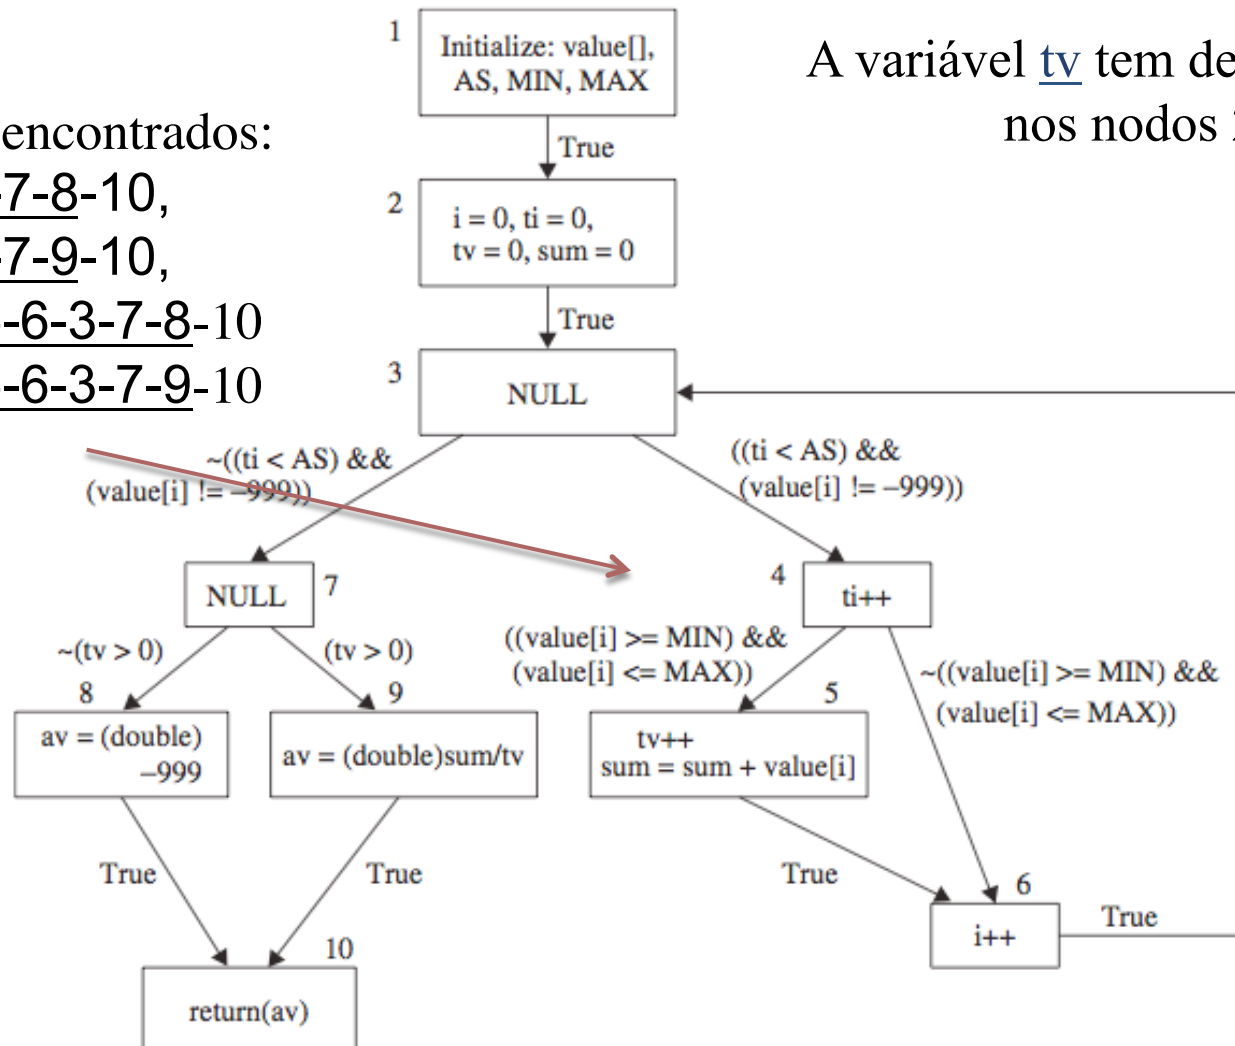 1
Initialize: value[],
AS, MIN, MAX
A variável tv tem de
nos nodos
encontrados:
-7-8-10,
-7-9-10,
-6-3-7-8-10
-6-3-7-9-10
True
2
i = 0, ti = 0,
tv = 0, sum = 0
True
3
NULL
~((ti < AS) &&
(value[i] != –999))
((ti < AS) &&
(value[i] != –999))
NULL
7
4
ti++
~(tv > 0)
(tv > 0)
((value[i] >= MIN) &&
(value[i] <= MAX))
~((value[i] >= MIN) &&
(value[i] <= MAX))
8
9
5
av = (double)
–999
av = (double)sum/tv
tv++
sum = sum + value[i]
True
True
True
6
i++
True
10
return(av)